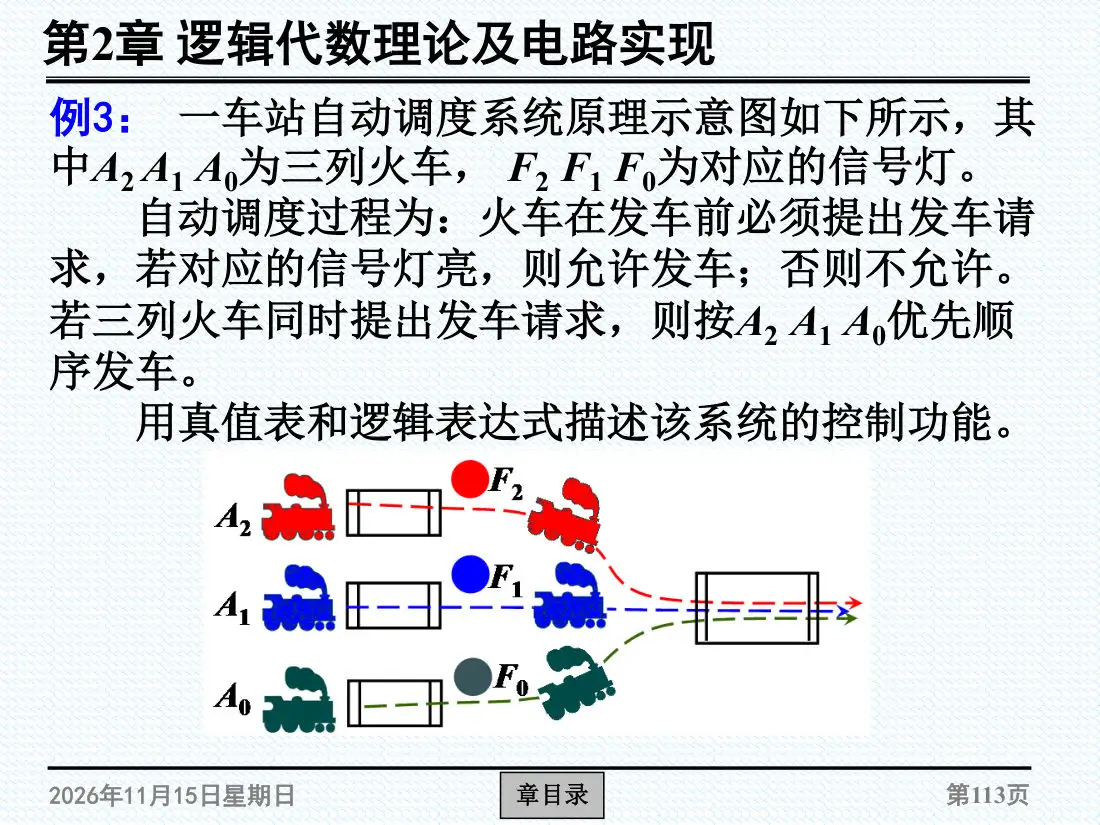 第2章 逻辑代数理论及电路实现
例3： 一车站自动调度系统原理示意图如下所示，其
中A2 A1 A0为三列火车， F2 F1 F0为对应的信号灯。
自动调度过程为：火车在发车前必须提出发车请
求，若对应的信号灯亮，则允许发车；否则不允许。
若三列火车同时提出发车请求，则按A2 A1 A0优先顺
序发车。
用真值表和逻辑表达式描述该系统的控制功能。
A2
F2
A1
F1
A0
F0
2026年11月15日星期日
章目录
第113页